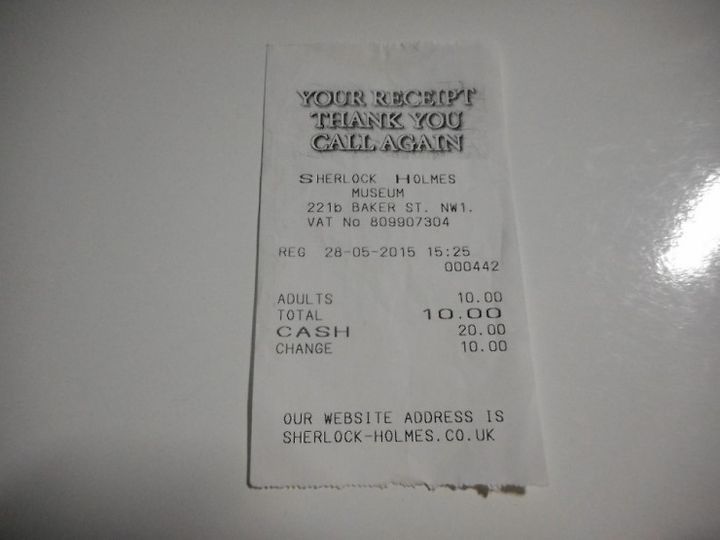 YOUR RECEIPT
THANK YOU
CALL AGAIN
SHERLOCK HOLMES
MUSEUM
221b BAKER ST. NW1.
VAT No 809907304
REG 28-05-2015 15:25
000442
ADULTS 10.00
TOTAL 10.00
CASH 20.00
CHANGE 10.00
OUR WEBSITE ADDRESS IS
SHERLOCK-HOLMES.CO.UK